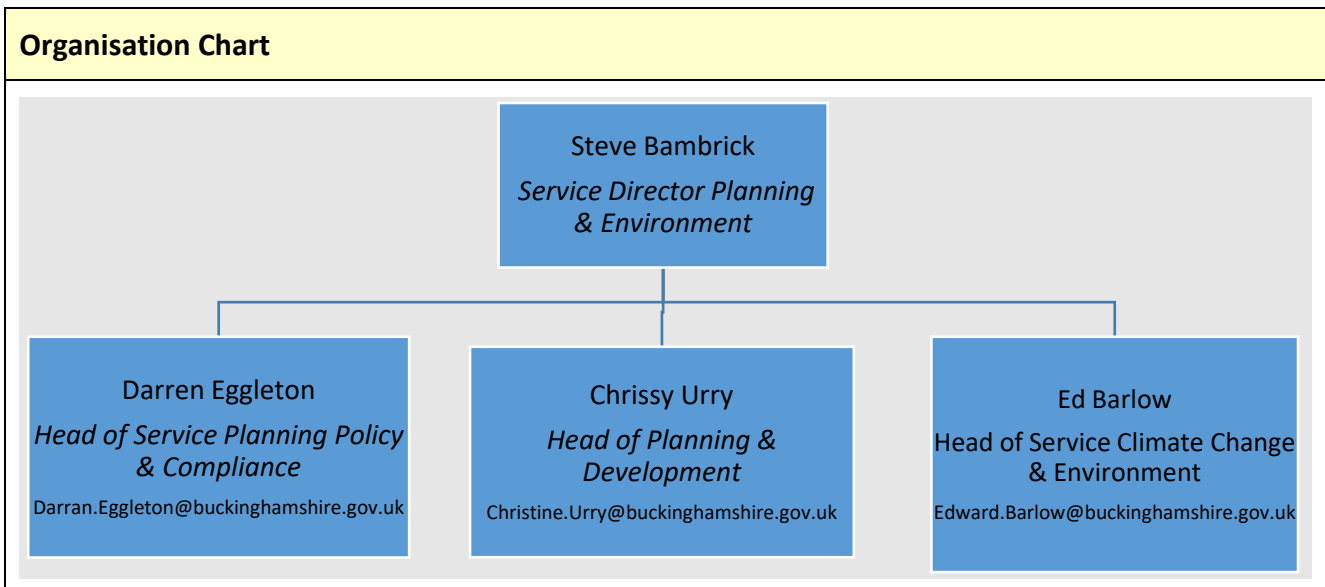 Organisation Chart
Steve Bambrick
Service Director Planning
& Environment
Darren Eggleton
Head of Service Planning Policy
& Compliance
Darran.Eggleton@buckinghamshire.gov.uk
Chrissy Urry
Head of Planning &
Development
Christine.Urry@buckinghamshire.gov.uk
Ed Barlow
Head of Service Climate Change
& Environment
Edward.Barlow@buckinghamshire.gov.uk